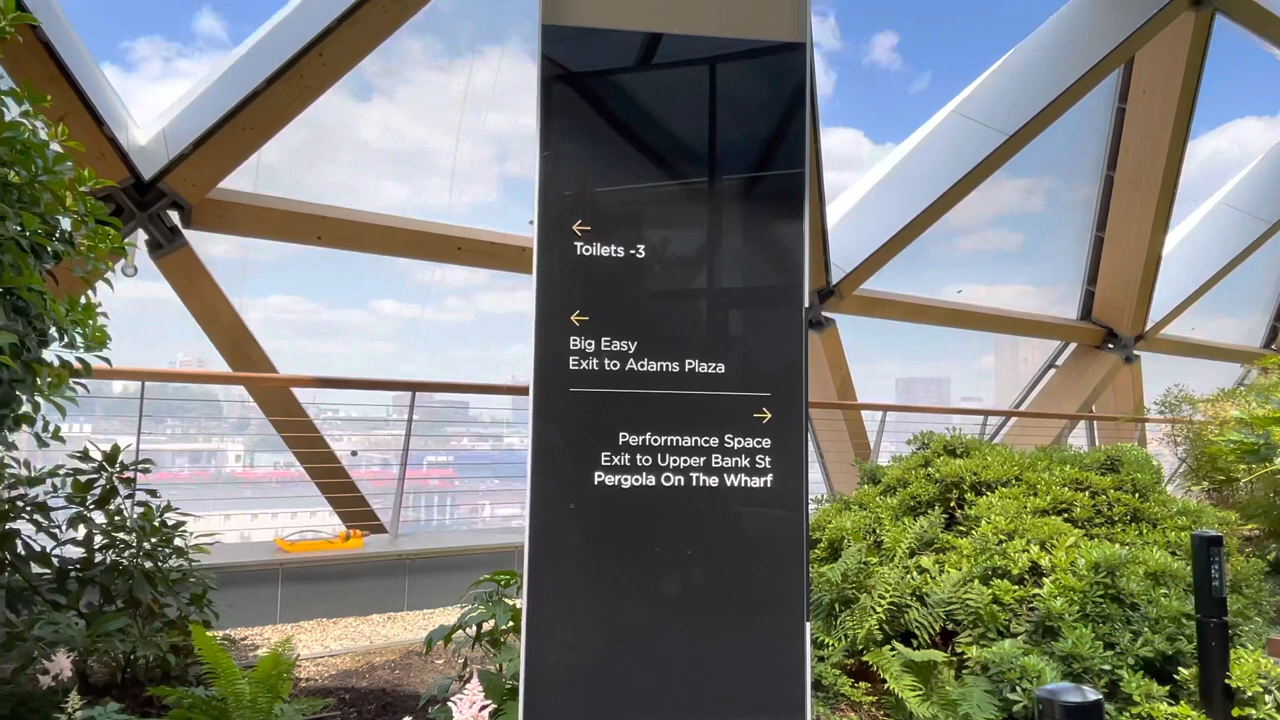 ←
Toilets -3
←
Big Easy
Exit to Adams Plaza
→
Performance Space
Exit to Upper Bank St
Pergola On The Wharf